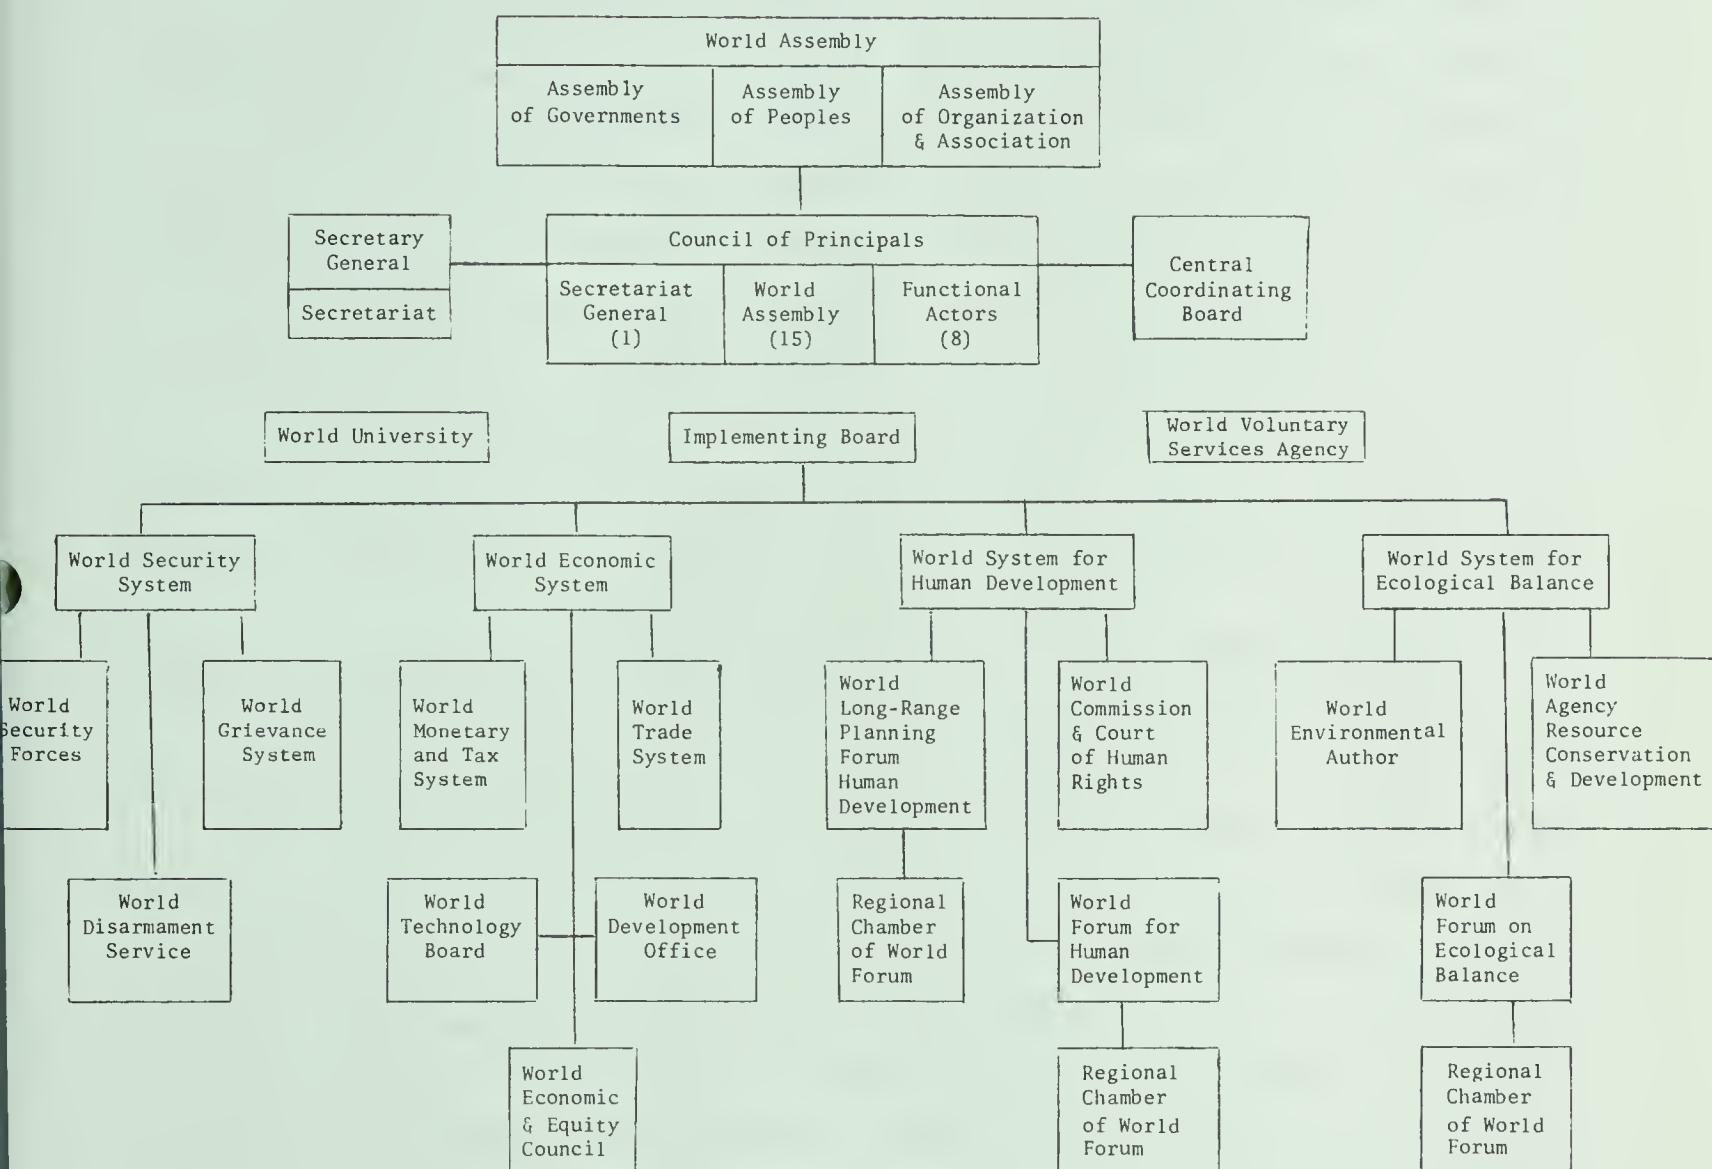 World Assembly
Assembly
of Governments
Assembly
of Peoples
Assembly
of Organization
& Association
Secretary
General
Secretariat
Council of Principals
Secretariat
General
(1)
World
Assembly
(15)
Functional
Actors
(8)
Central
Coordinating
Board
World University
Implementing Board
World Voluntary
Services Agency
World Security
System
World Economic
System
World System for
Human Development
World System for
Ecological Balance
World
Security
Forces
World
Grievance
System
World
Monetary
and Tax
System
World
Trade
System
World
Long-Range
Planning
Forum
Human
Development
World
Commission
& Court
of Human
Rights
World
Environmental
Author
World
Agency
Resource
Conservation
& Development
World
Disarmament
Service
World
Technology
Board
World
Development
Office
Regional
Chamber
of World
Forum
World
Forum for
Human
Development
World
Forum on
Ecological
Balance
World
Economic
& Equity
Council
Regional
Chamber
of World
Forum
Regional
Chamber
of World
Forum